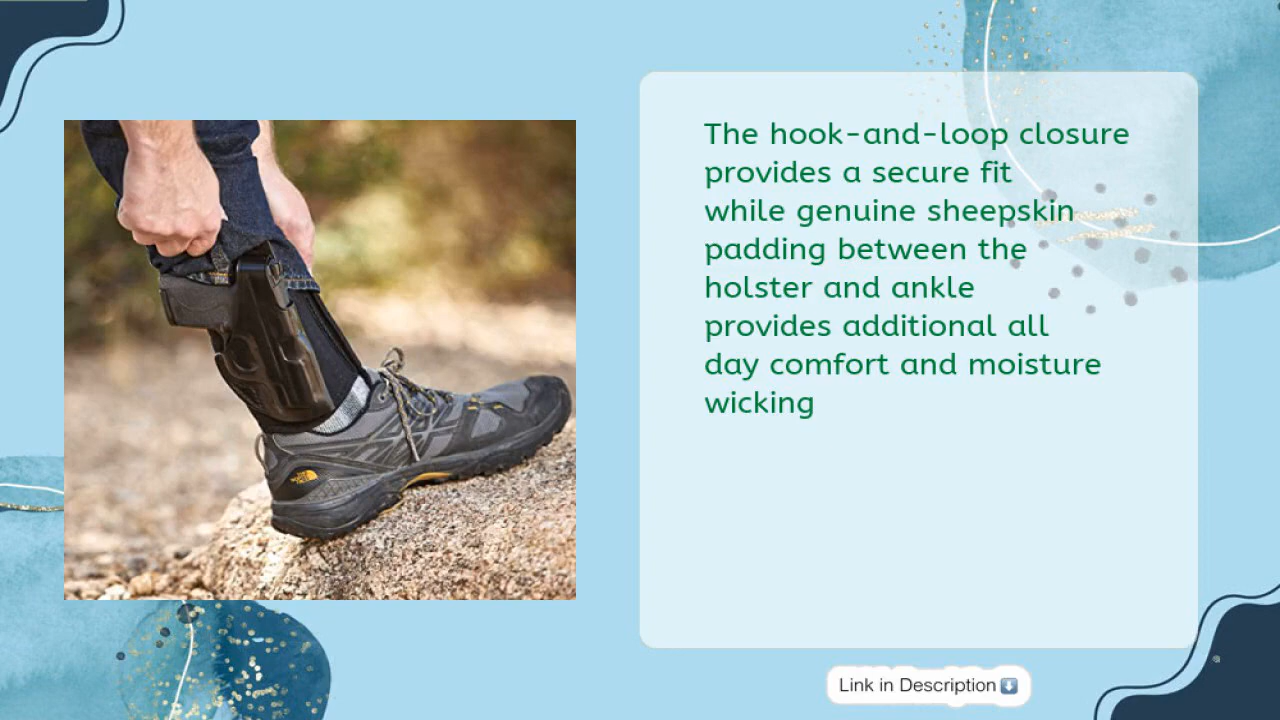 The hook-and-loop closure
provides a secure fit
while genuine sheepskin
padding between the
holster and ankle
provides additional all
day comfort and moisture
wicking
Link in Description